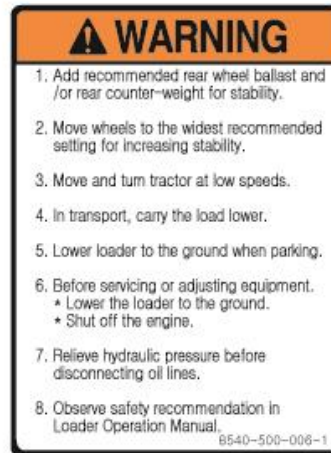 WARNING
1. Add recommended rear wheel ballast and
/or rear counter-weight for stability.
2. Move wheels to the widest recommended
setting for increasing stability.
3. Move and turn tractor at low speeds.
4. In transport, carry the load lower.
5. Lower loader to the ground when parking.
6. Before servicing or adjusting equipment.
* Lower the loader to the ground.
* Shut off the engine.
7. Relieve hydraulic pressure before
disconnecting oil lines.
8. Observe safety recommendation in
Loader Operation Manual.
8540-500-006-1